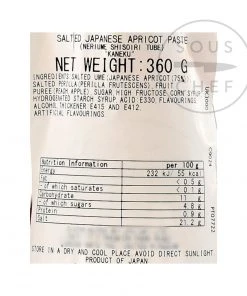 SALTED JAPANESE APRICOT PASTE
(NERIUME SHISOIRI TUBE)
"KANEKU"
NET WEIGHT:360 G
INGREDIENTS SALTED UME(JAPANESE APRICOT)75%
SALTED PERILLA(PERILLA FRUTESCENS) FRUIT
PUREE(PEACH APPLE) SUGAR HIGH FRUCTOSE CORN SYRUP
HYDROGENATED STARCH SYRUP ACID E330 FLAVOURINGS
ALCOHOL THICKENER E415 AND E412
ARTIFICIAL FLAVOURINGS
SOUS
CHEF
Nutrition information per 100 g
Energy 232 kJ/ 55 kcal
Fat <0.5 g
- of which saturates <0.1 g
Carbohydrate g
- of which sugars 4.8 g
Protein 0.9 g
Salt 21.2 g
STORE IN A DRY AND COOL PLACE AVOID DIRECT SUNLIGHT
PRODUCT OF JAPAN